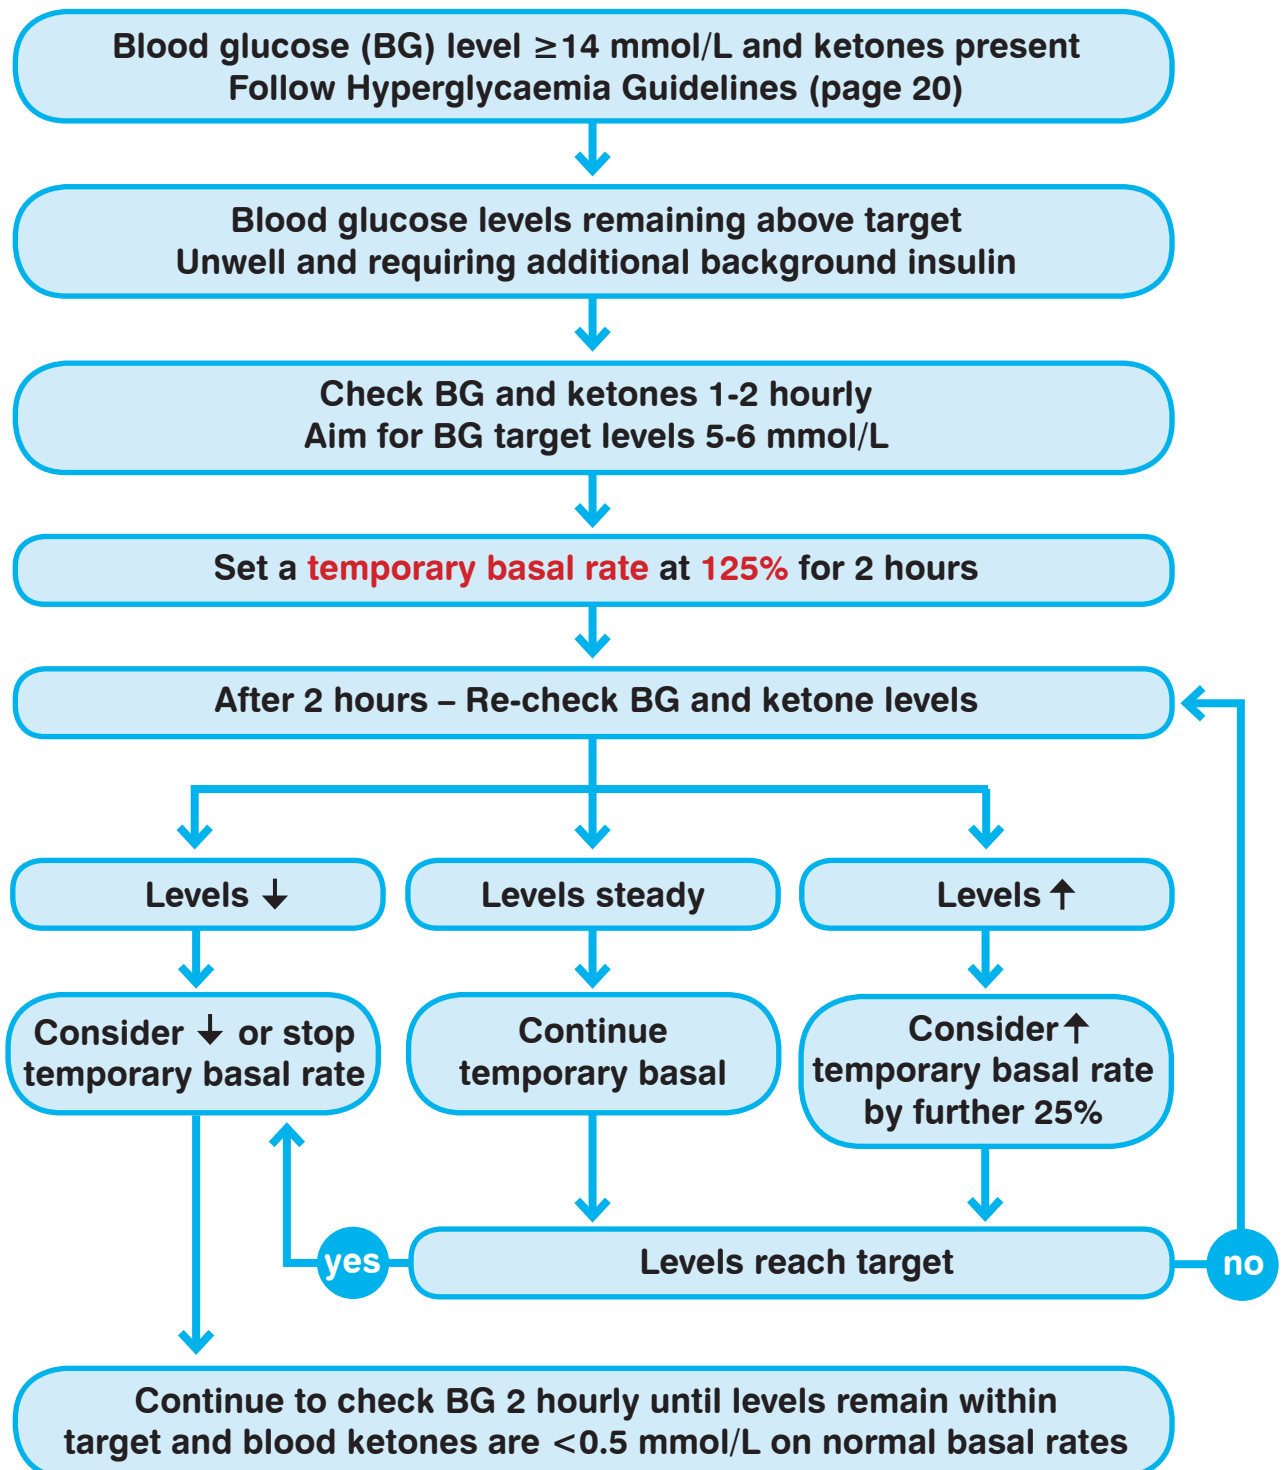 Blood glucose (BG) level ≥14 mmol/L and ketones present
Follow Hyperglycaemia Guidelines (page 20)
Blood glucose levels remaining above target
Unwell and requiring additional background insulin
Check BG and ketones 1-2 hourly
Aim for BG target levels 5-6 mmol/L
Set a temporary basal rate at 125% for 2 hours
After 2 hours – Re-check BG and ketone levels
Levels ↓
Levels steady
Levels ↑
Consider ↓ or stop
temporary basal rate
Continue
temporary basal
Consider ↑
temporary basal rate
by further 25%
yes
Levels reach target
no
Continue to check BG 2 hourly until levels remain within
target and blood ketones are <0.5 mmol/L on normal basal rates